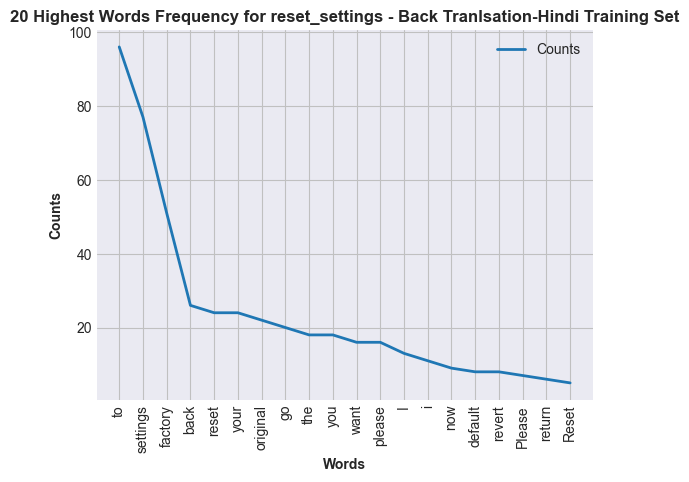 20 Highest Words Frequency for reset_settings - Back Tranlsation-Hindi Training Set
Counts
100
80
60
40
20
Counts
to
settings
factory
back
reset
your
original
go
the
you
want
please
I
i
now
default
revert
Please
return
Reset
Words